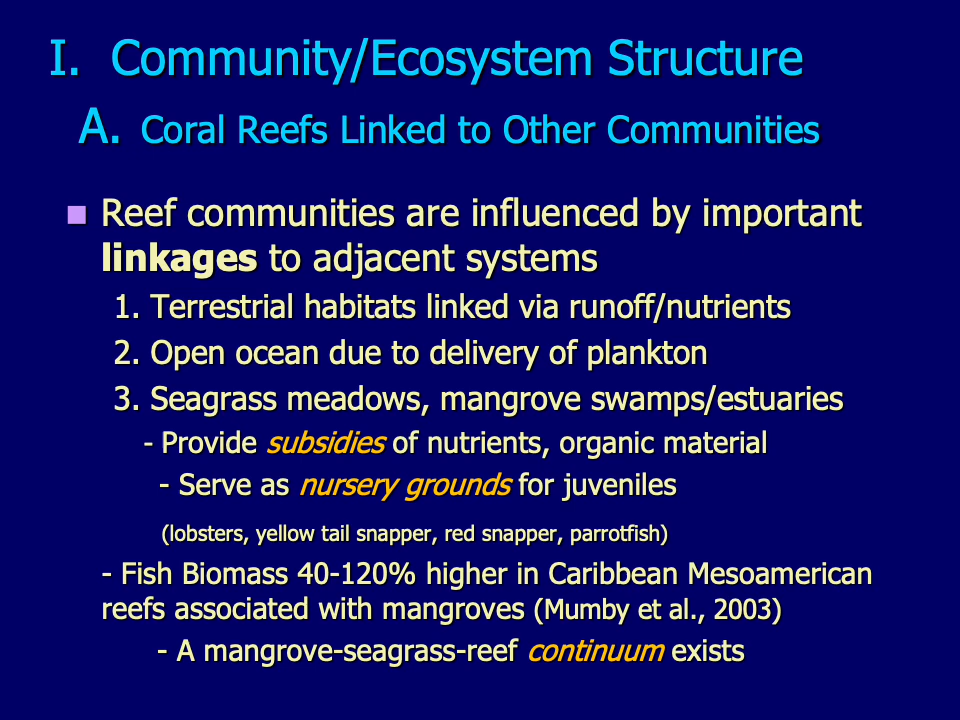 I. Community/Ecosystem Structure
A. Coral Reefs Linked to Other Communities
Reef communities are influenced by important
linkages to adjacent systems
1. Terrestrial habitats linked via runoff/nutrients
2. Open ocean due to delivery of plankton
3. Seagrass meadows, mangrove swamps/estuaries
- Provide subsidies of nutrients, organic material
- Serve as nursery grounds for juveniles
(lobsters, yellow tail snapper, red snapper, parrotfish)
- Fish Biomass 40-120% higher in Caribbean Mesoamerican
reefs associated with mangroves (Mumby et al., 2003)
- A mangrove-seagrass-reef continuum exists